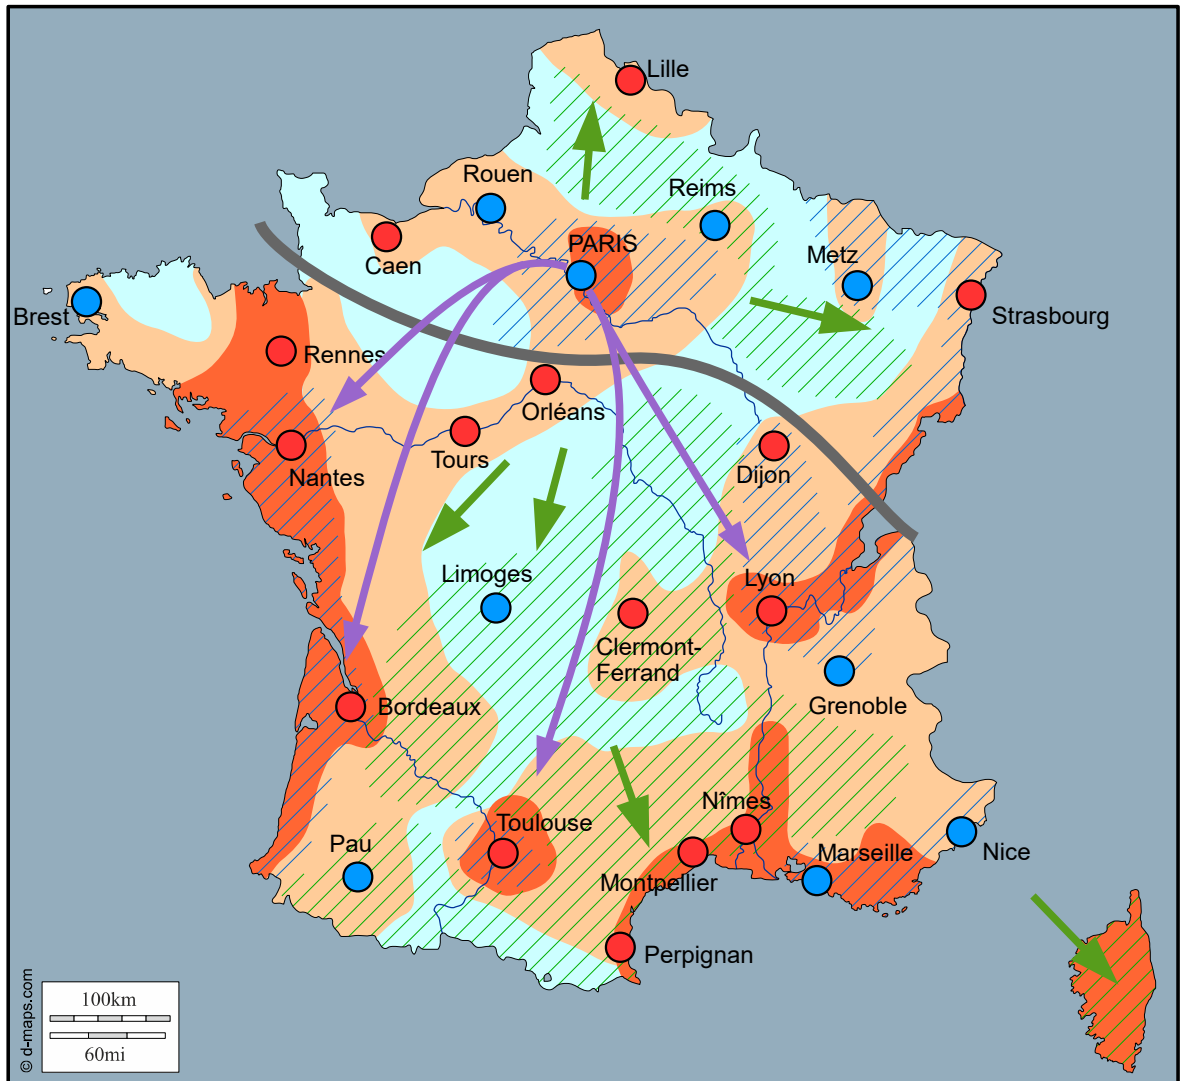 Lille
Rouen
Reims
PARIS
Metz
Caen
Brest
Strasbourg
Rennes
Orléans
Tours
Dijon
Nantes
Limoges
Lyon
Clermont-
Ferrand
Bordeaux
Grenoble
Nîmes
Toulouse
Pau
Marseille
Nice
Montpellier
Perpignan
© d-maps.com
100km
60mi